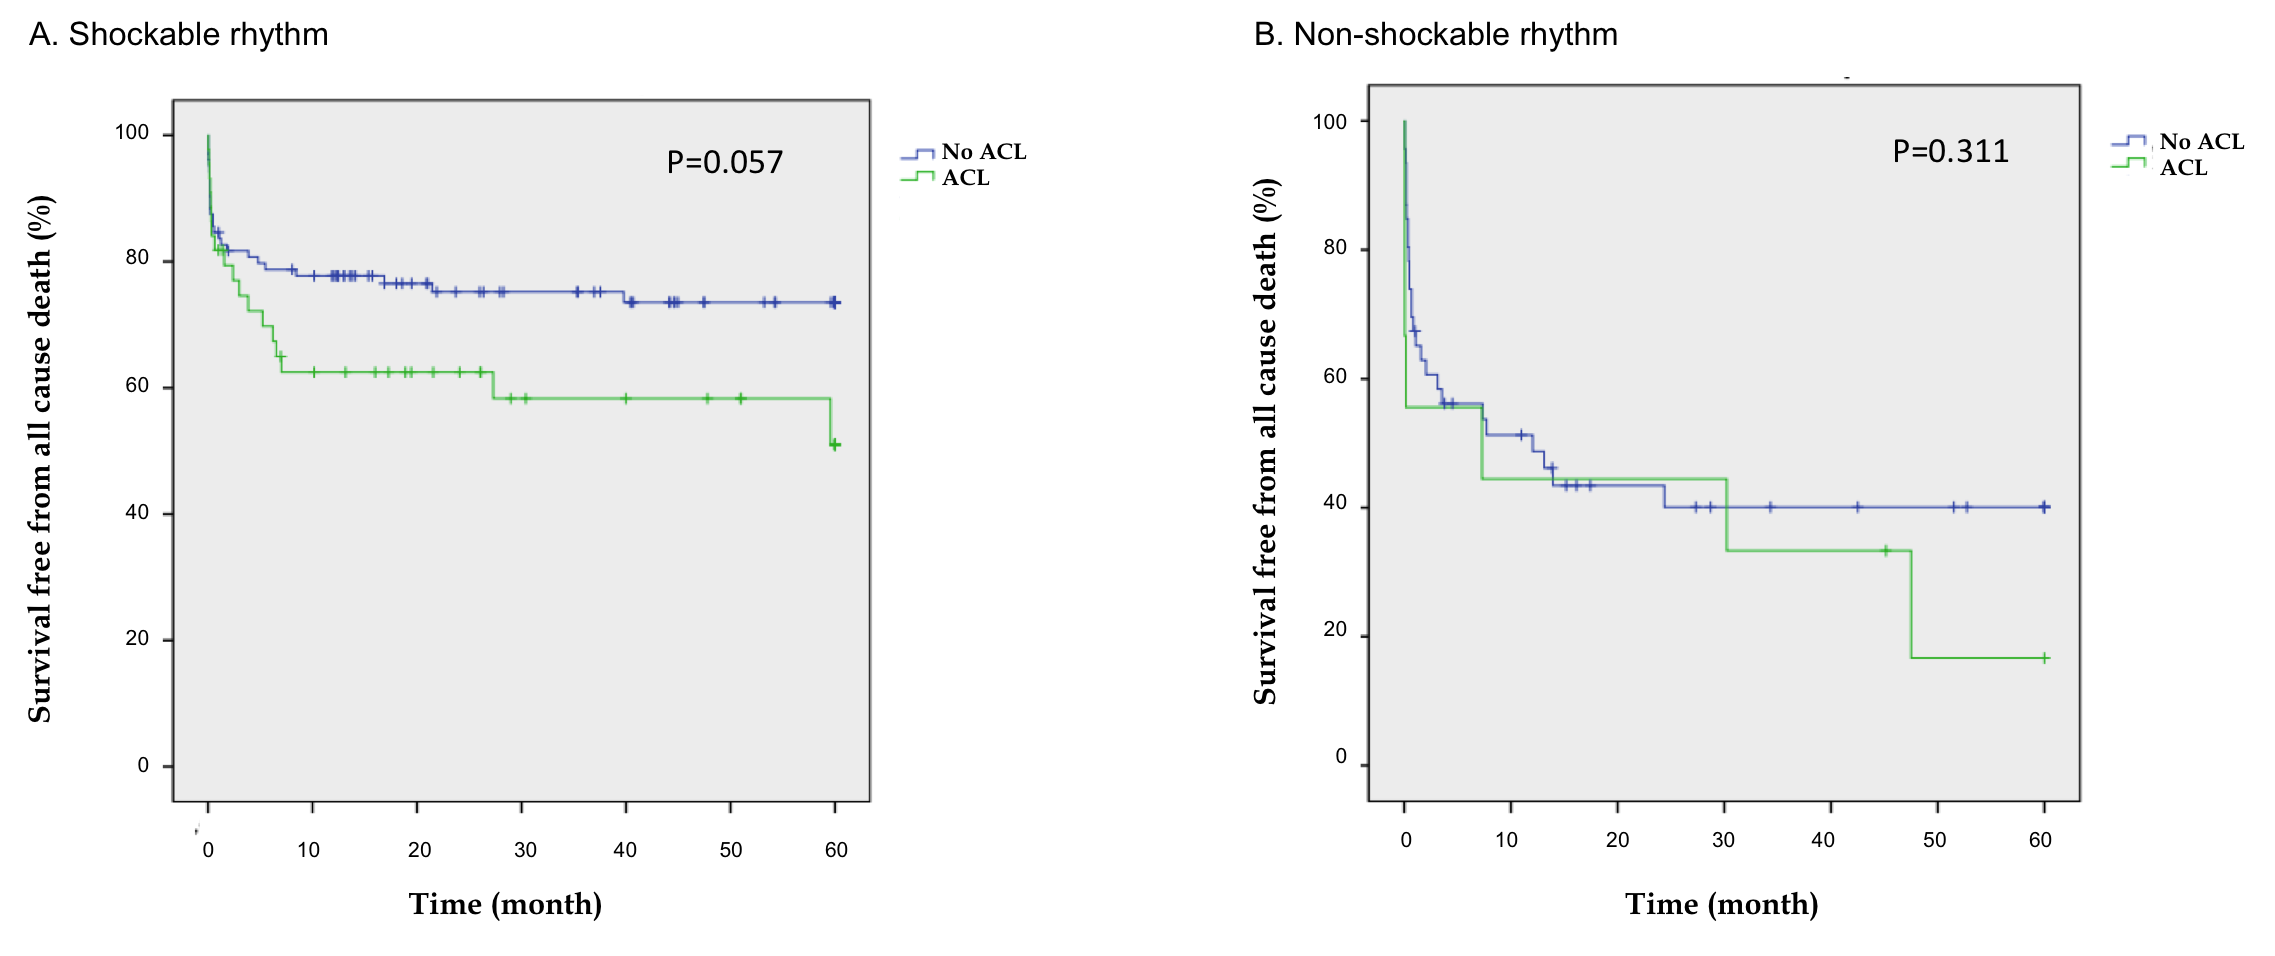 A. Shockable rhythm
Survival free from all cause death (%)
100
80
60
40
20
0
P=0.057
No ACL
ACL
0 10 20 30 40 50 60
Time (month)
B. Non-shockable rhythm
Survival free from all cause death (%)
100
80
60
40
20
0
P=0.311
No ACL
ACL
0 10 20 30 40 50 60
Time (month)